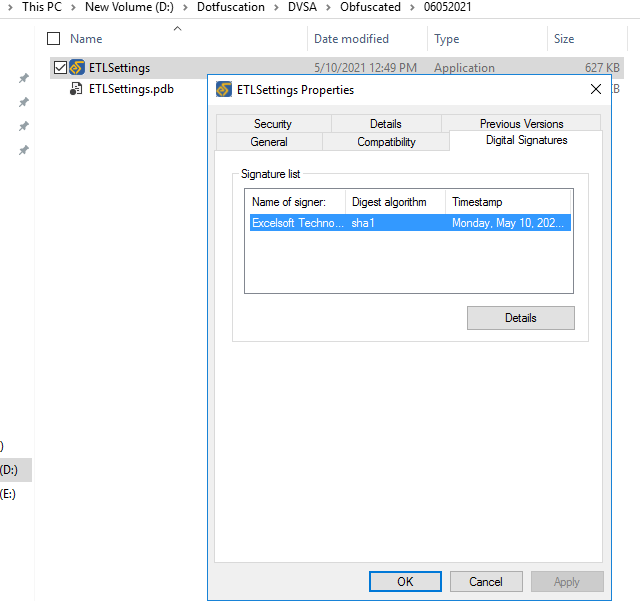 This PC > New Volume (D:) > Dotfuscation > DVSA > Obfuscated > 06052021
Name Date modified Type Size
ETLSettings 5/10/2021 12:49 PM Application 627 KB
ETLSettings.pdb KB
ETLSettings Properties
Security Details Previous Versions
General Compatibility Digital Signatures
Signature list
Name of signer: Digest algorithm Timestamp
Excelsoft Techno... sha1 Monday, May 10, 202...
Details
)
(D:)
(E:)
OK Cancel Apply